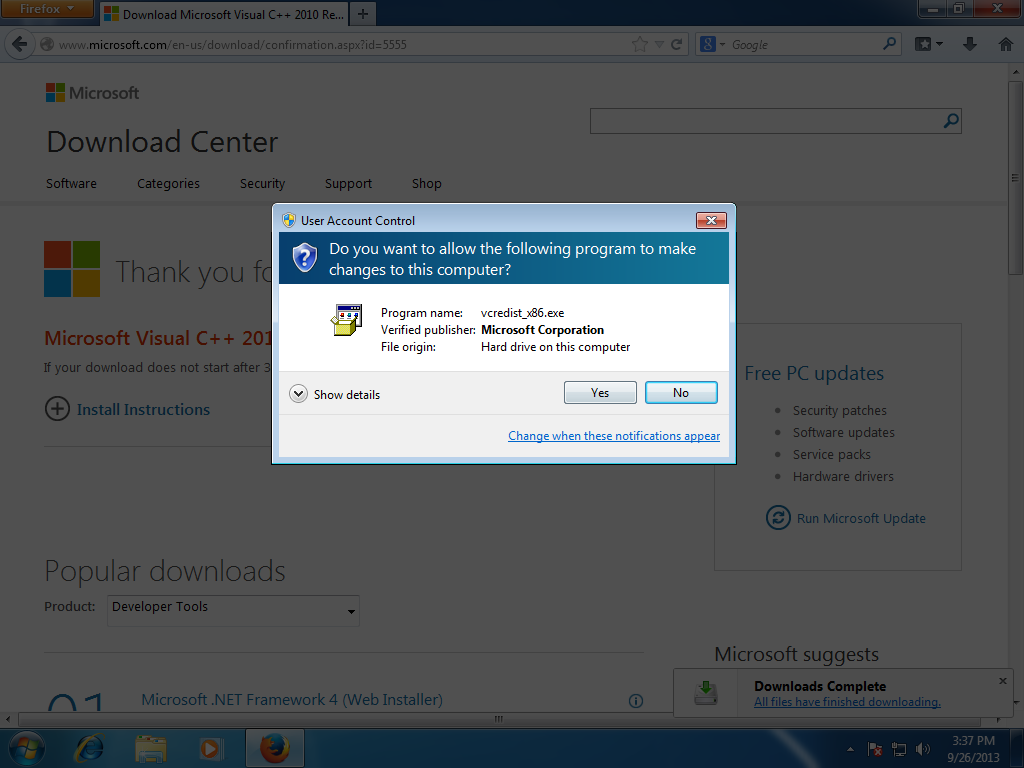 Firefox
Download Microsoft Visual C++ 2010 Re...
www.microsoft.com/en-us/download/confirmation.aspx?id=5555
Google
Microsoft
Download Center
Software
Categories
Security
Support
Shop
User Account Control
Do you want to allow the following program to make
changes to this computer?
Program name: vcredist_x86.exe
Verified publisher: Microsoft Corporation
File origin: Hard drive on this computer
Show details
Yes
No
Change when these notifications appear
Thank you fo
Microsoft Visual C++ 201
If your download does not start after 3
Install Instructions
Free PC updates
Security patches
Software updates
Service packs
Hardware drivers
Run Microsoft Update
Popular downloads
Product: Developer Tools
Microsoft suggests
01
Microsoft .NET Framework 4 (Web Installer)
Downloads Complete
All files have finished downloading.
3:37 PM
9/26/2013